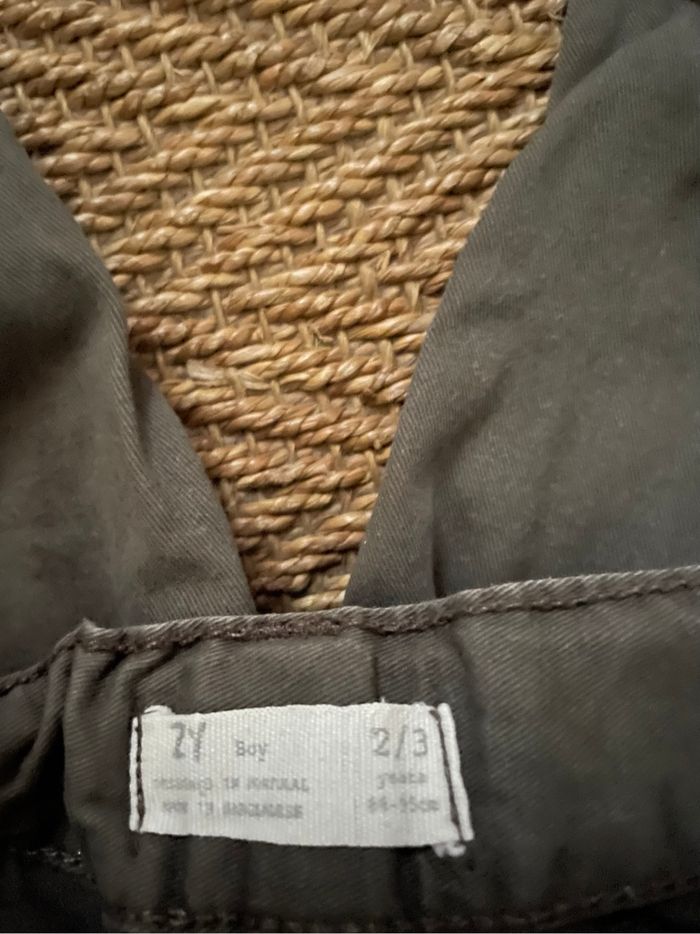 ZY Boy 2/3
DESIGNED IN PORTUGAL years
MADE IN BANGLADESH